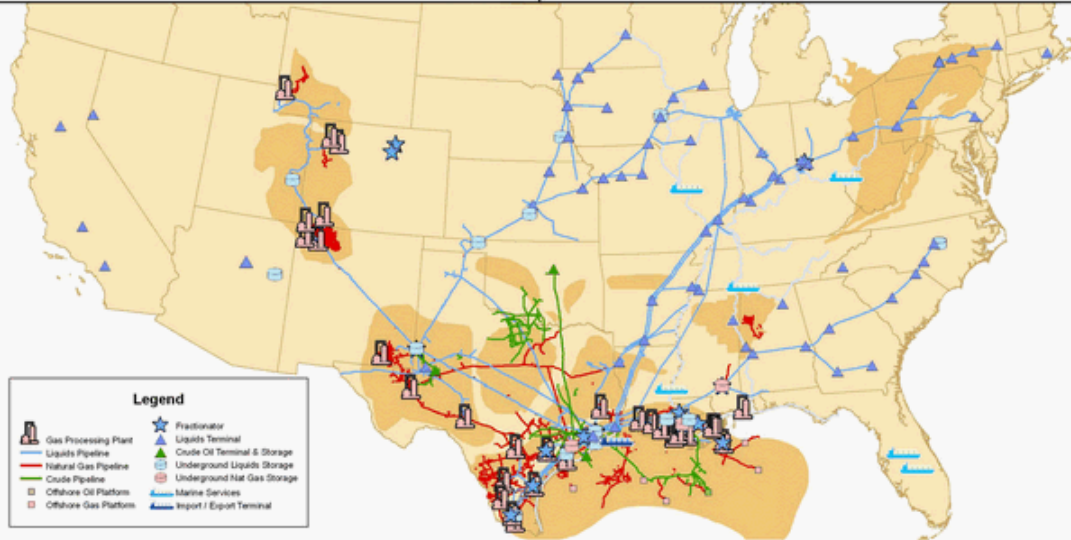 Legend
Gas Processing Plant
Liquids Pipeline
Natural Gas Pipeline
Crude Pipeline
Offshore Oil Platform
Offshore Gas Platform
Fractionator
Liquids Terminal
Crude Oil Terminal & Storage
Underground Liquids Storage
Underground Nat Gas Storage
Marine Services
Import / Export Terminal